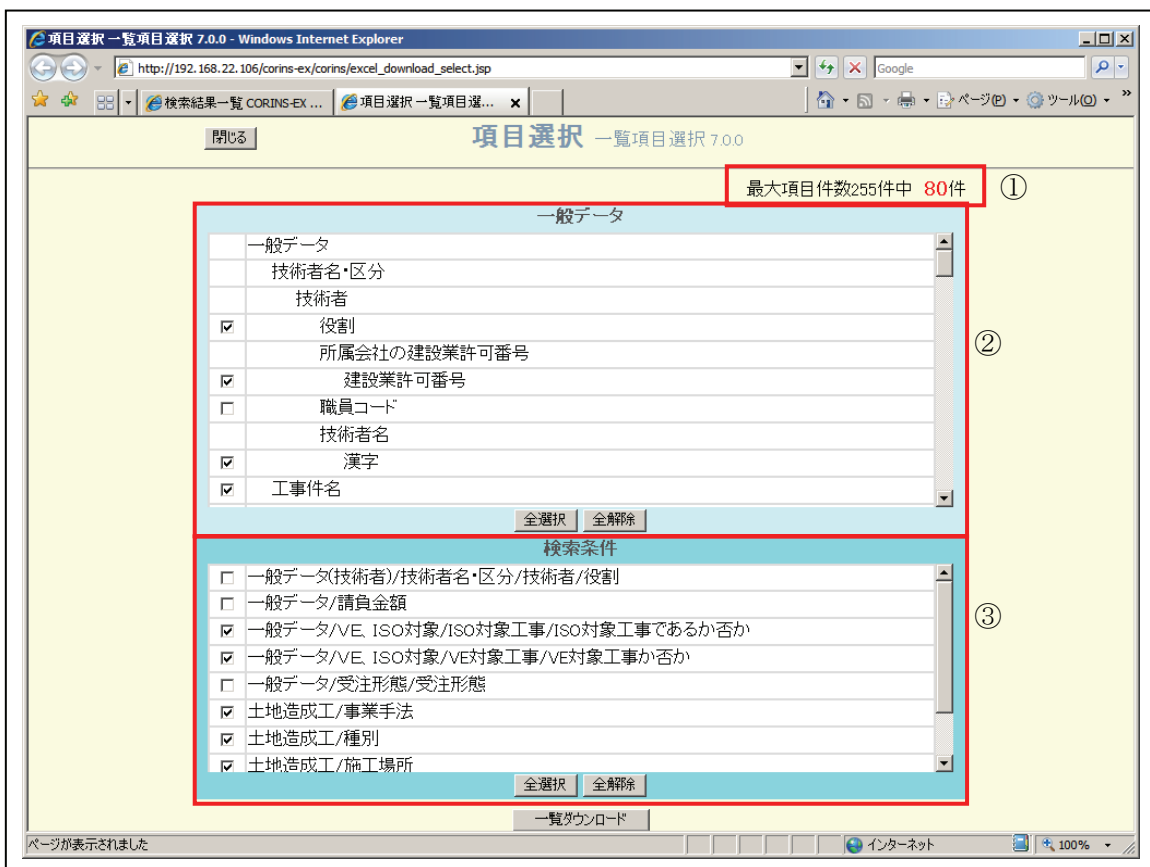 項目選択 一覧項目選択 7.0.0 - Windows Internet Explorer
http://192.168.22.106/corins-ex/corins/excel_download_select.jsp
Google
検索結果一覧 CORINS-EX ...
項目選択 一覧項目選...
ページ(P)
ツール(O)
閉じる
項目選択 一覧項目選択 7.0.0
最大項目件数255件中 80件
①
一般データ
一般データ
技術者名・区分
技術者
役割
所属会社の建設業許可番号
建設業許可番号
職員コード
技術者名
漢字
工事件名
全選択
全解除
②
検索条件
一般データ(技術者)/技術者名・区分/技術者/役割
一般データ/請負金額
一般データ/VE、ISO対象/ISO対象工事/ISO対象工事であるか否か
一般データ/VE、ISO対象/VE対象工事/VE対象工事か否か
一般データ/受注形態/受注形態
土地造成工/事業手法
土地造成工/種別
土地造成工/施工場所
全選択
全解除
③
一覧ダウンロード
ページが表示されました
インターネット
100%